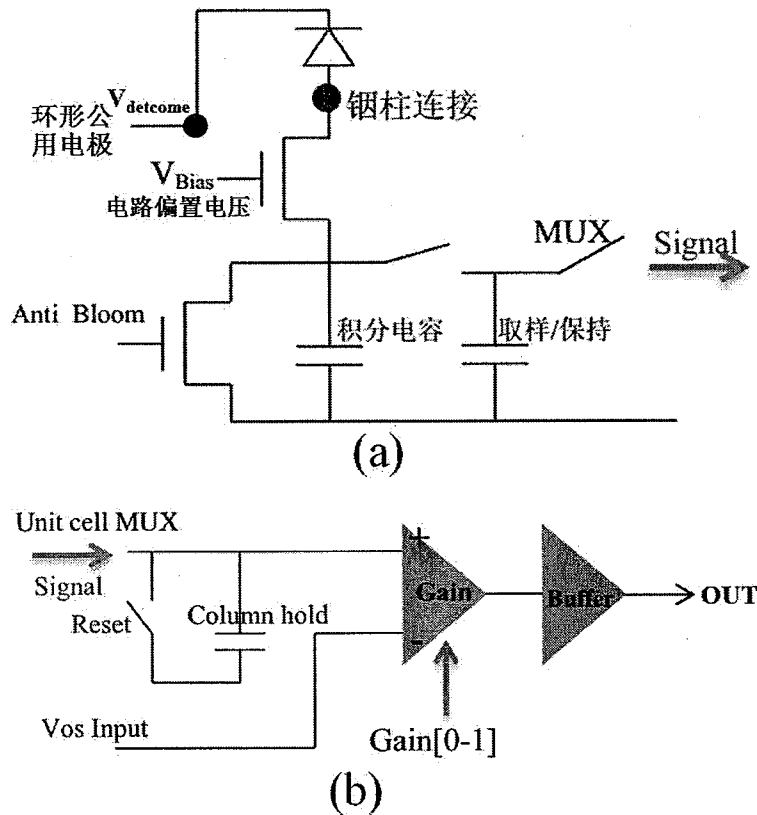 环形公
用电极
V_detcome
铟柱连接
V_Bias
电路偏置电压
MUX
Signal
Anti Bloom
积分电容
取样/保持
(a)
Unit cell MUX
Signal
Reset
Column hold
+
Gain
-
Buffer
OUT
Vos Input
Gain[0-1]
(b)